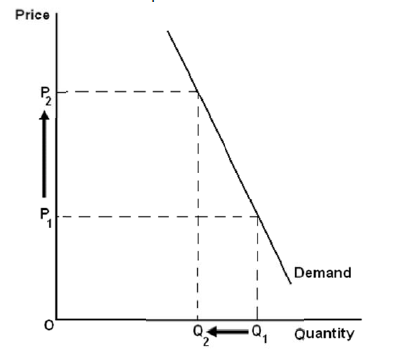 Price
P2
P1
Demand
O
Q2
Q1
Quantity